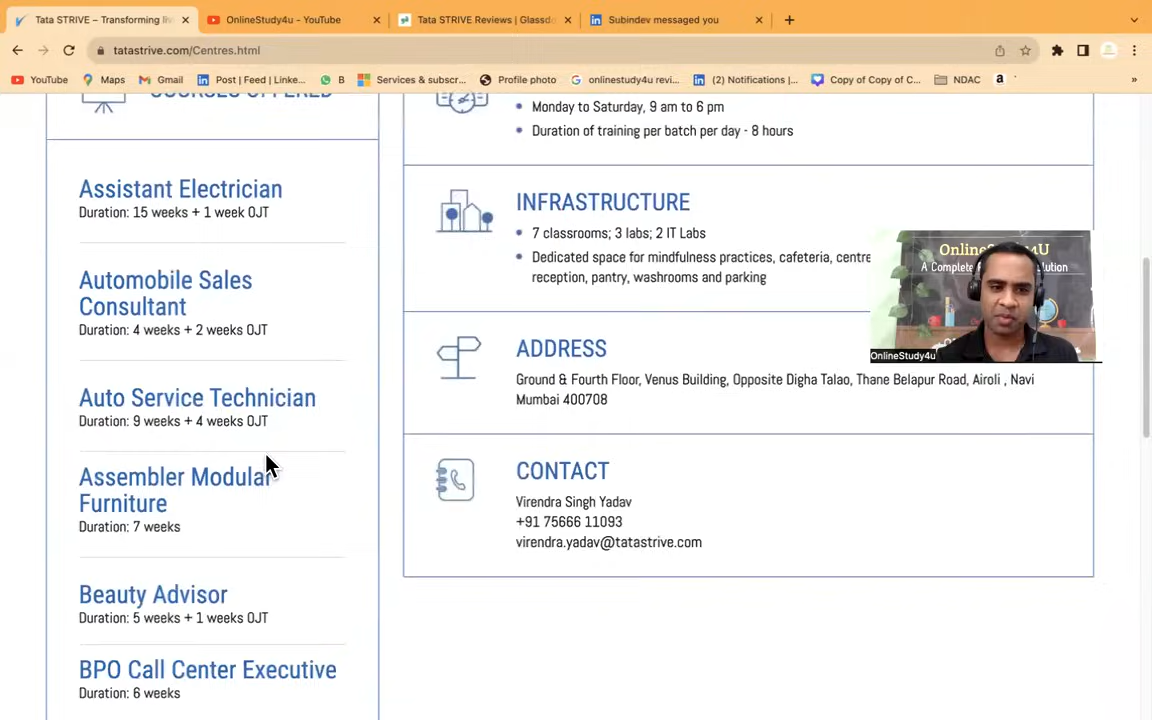 Tata STRIVE – Transforming li
OnlineStudy4u - YouTube
Tata STRIVE Reviews | Glassdo
Subindev messaged you
tatastrive.com/Centres.html
YouTube
Maps
Gmail
Post | Feed | Linke...
B
Services & subscr...
Profile photo
onlinestudy4u revi...
(2) Notifications |...
Copy of Copy of C...
NDAC
COURSES OFFERED
Assistant Electrician
Duration: 15 weeks + 1 week OJT
Automobile Sales
Consultant
Duration: 4 weeks + 2 weeks OJT
Auto Service Technician
Duration: 9 weeks + 4 weeks OJT
Assembler Modular
Furniture
Duration: 7 weeks
Beauty Advisor
Duration: 5 weeks + 1 weeks OJT
BPO Call Center Executive
Duration: 6 weeks
Monday to Saturday, 9 am to 6 pm
Duration of training per batch per day - 8 hours
INFRASTRUCTURE
7 classrooms; 3 labs; 2 IT Labs
Dedicated space for mindfulness practices, cafeteria, centre
reception, pantry, washrooms and parking
ADDRESS
Ground & Fourth Floor, Venus Building, Opposite Digha Talao, Thane Belapur Road, Airoli , Navi
Mumbai 400708
CONTACT
Virendra Singh Yadav
+91 75666 11093
virendra.yadav@tatastrive.com
OnlineStudy4U
A Complete
OnlineStudy4u